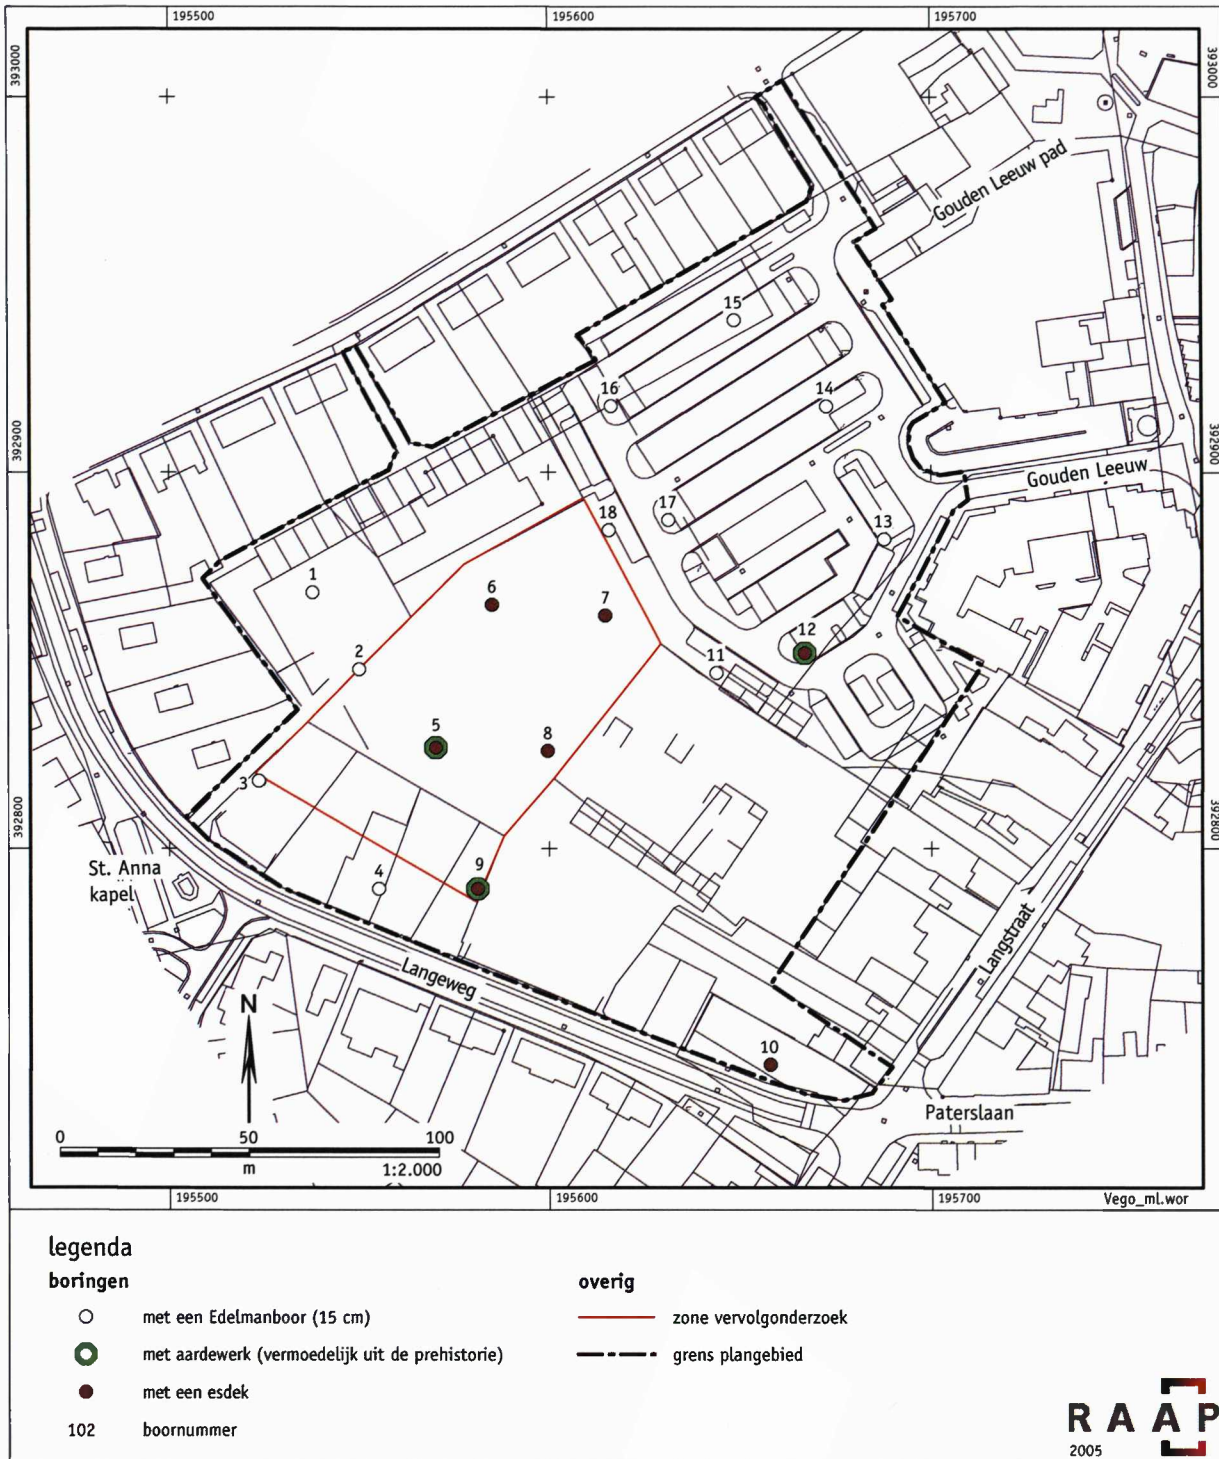 195500
195600
195700
393000
393000
Gouden Leeuw pad
15
16
14
392900
392900
Gouden Leeuw
17
18
13
1
6
7
12
2
11
5
8
3
392800
392800
St. Anna
kapel
4
9
Langeweg
Langstraat
N
10
Paterslaan
0
50
100
m
1:2.000
195500
195600
195700
Vego_ml.wor
legenda
boringen
overig
met een Edelmanboor (15 cm)
zone vervolgonderzoek
met aardewerk (vermoedelijk uit de prehistorie)
grens plangebied
met een esdek
102
boornummer
RAAP
2005